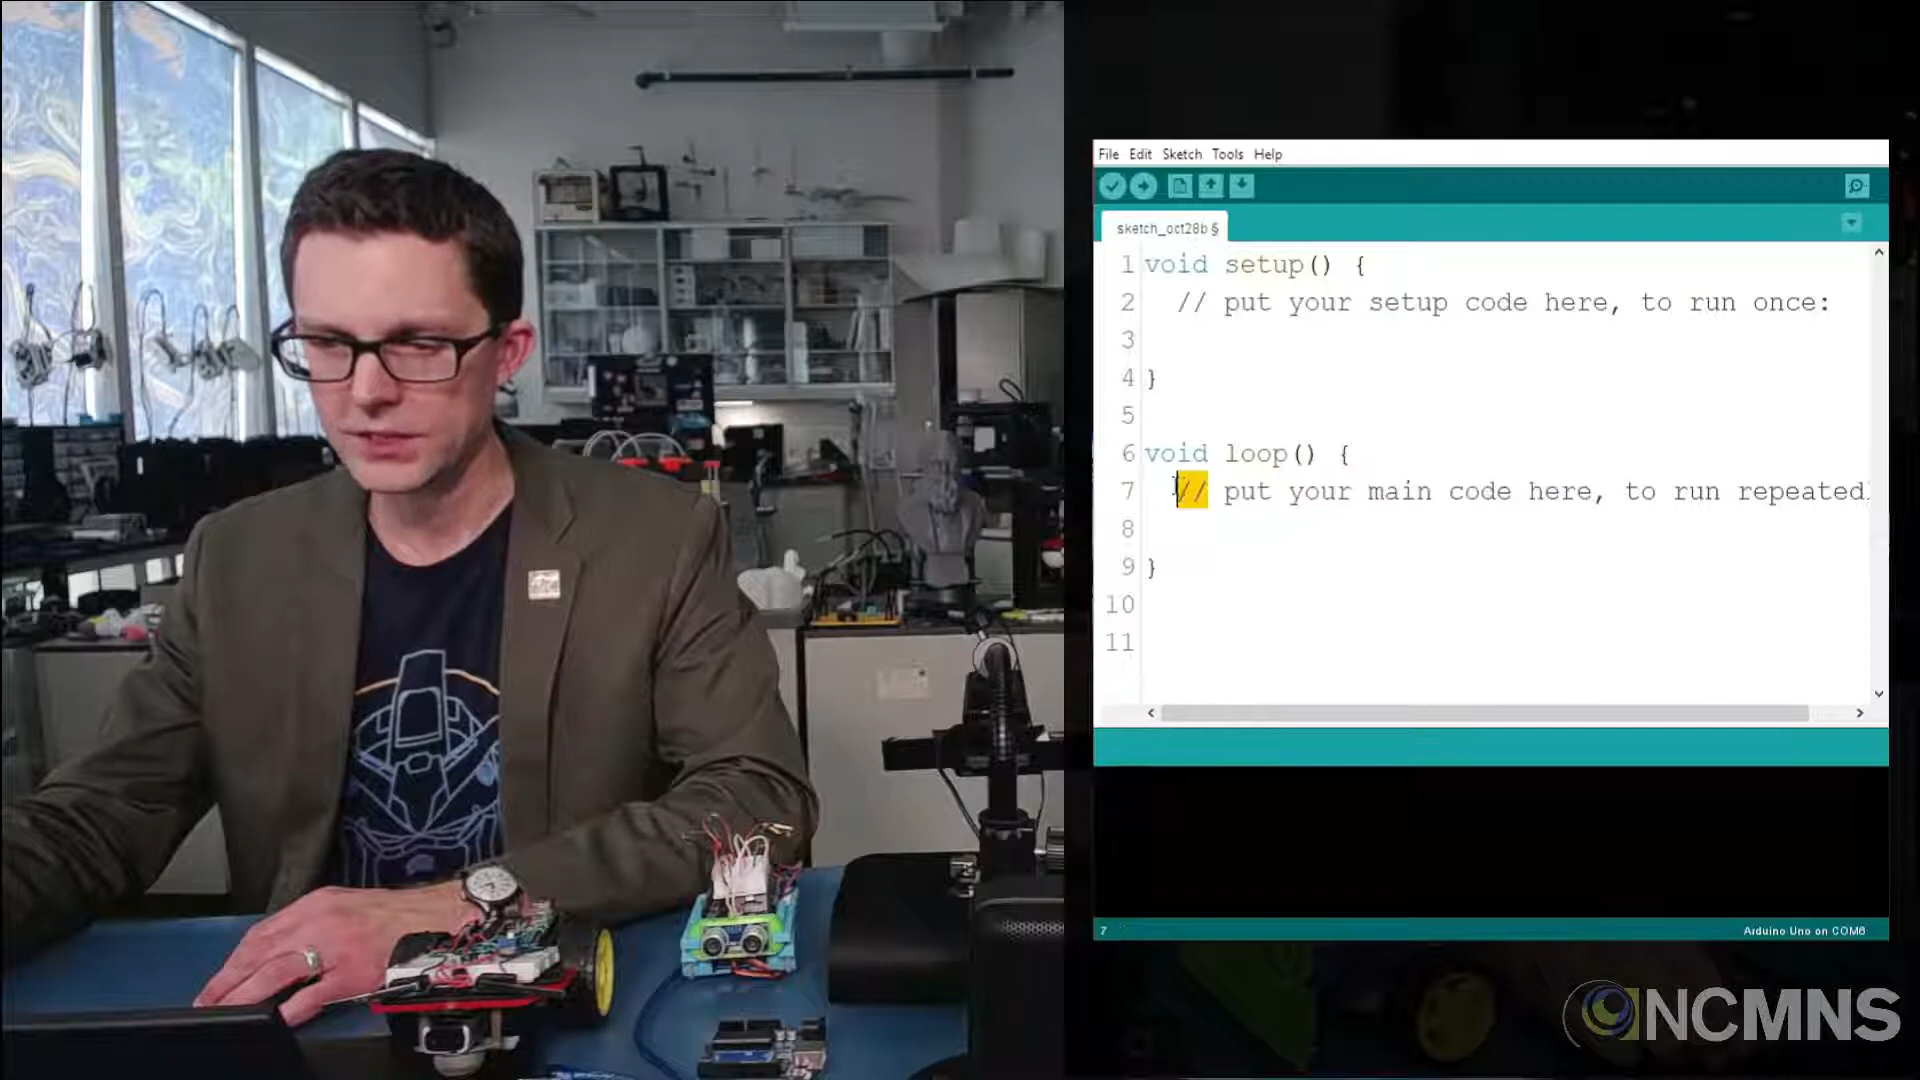 File Edit Sketch Tools Help
sketch_oct28b §
1 void setup() {
2 // put your setup code here, to run once:
3
4 }
5
6 void loop() {
7 // put your main code here, to run repeatedl
8
9 }
10
11
7
Arduino Uno on COM6
NCMNS